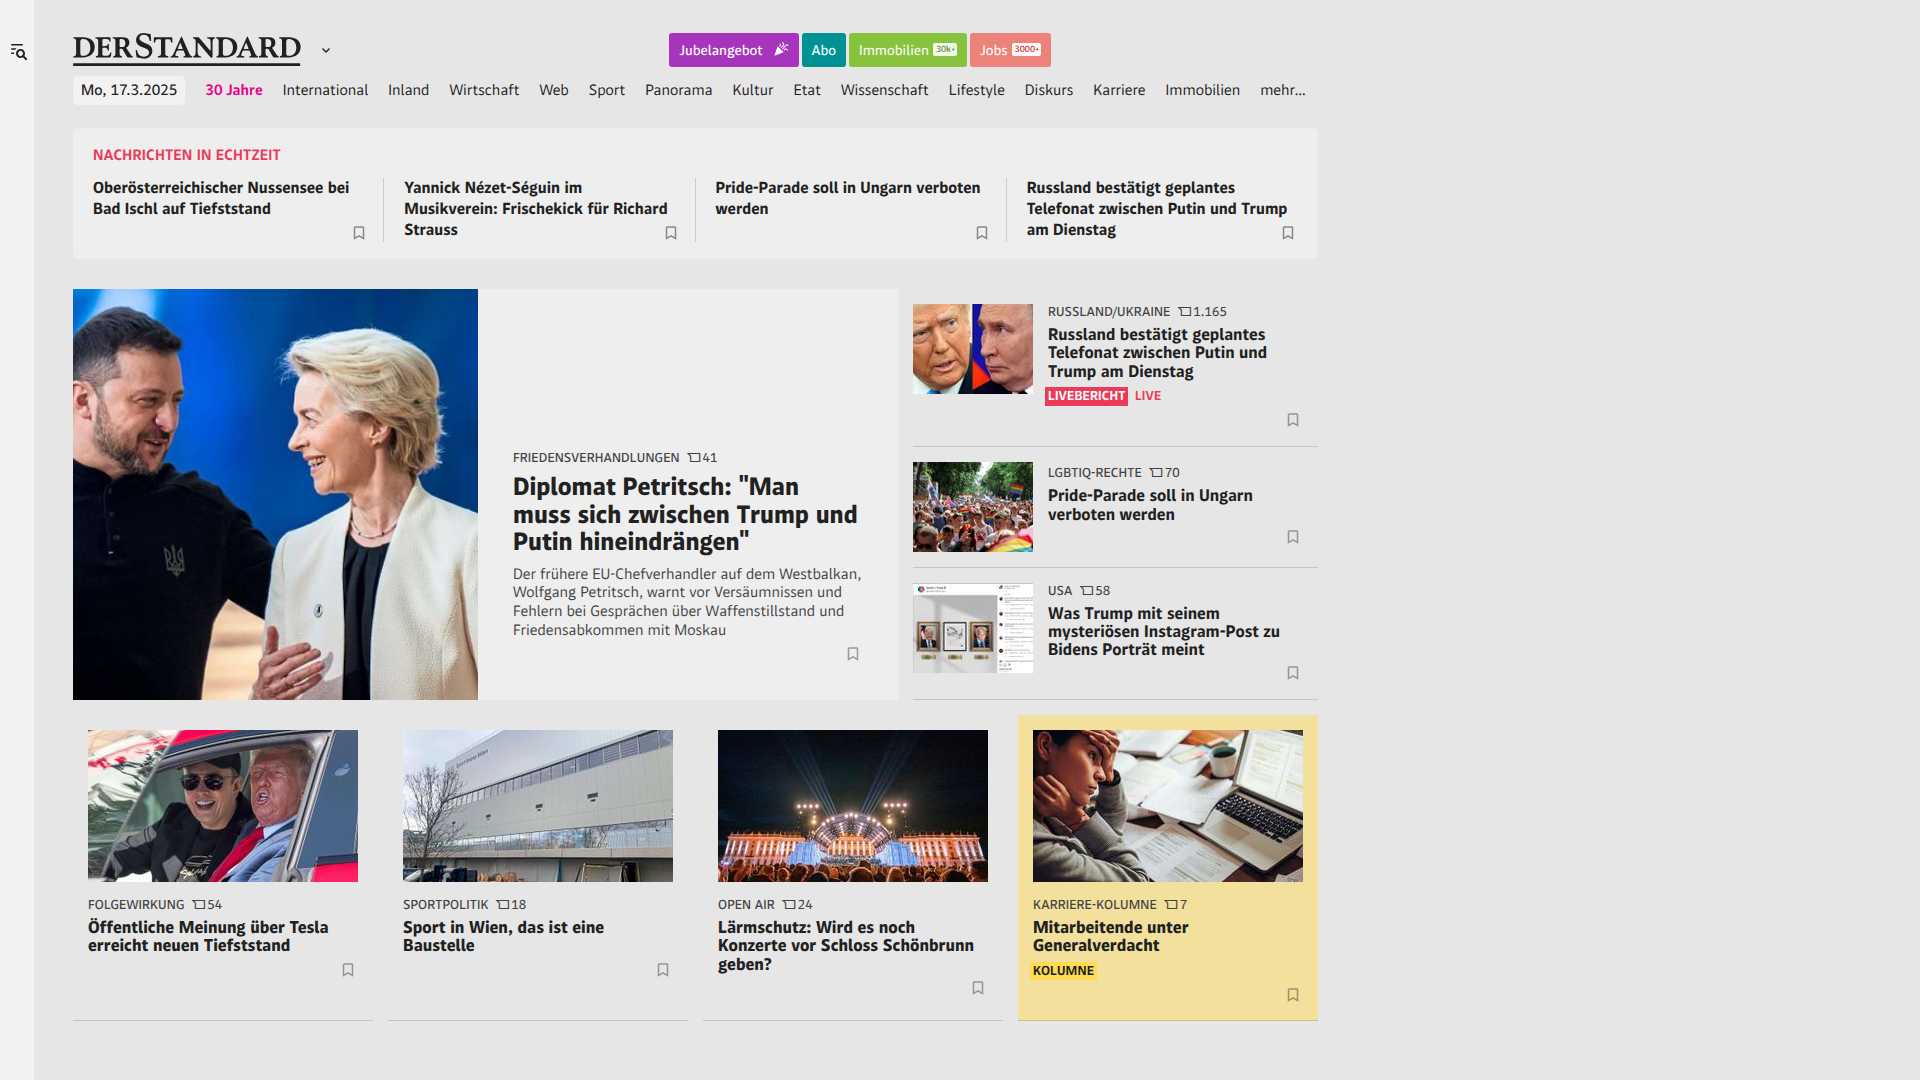 DERSTANDARD
Jubelangebot
Abo
Immobilien 30k+
Jobs 3000+
Mo, 17.3.2025
30 Jahre
International
Inland
Wirtschaft
Web
Sport
Panorama
Kultur
Etat
Wissenschaft
Lifestyle
Diskurs
Karriere
Immobilien
mehr...
NACHRICHTEN IN ECHTZEIT
Oberösterreichischer Nussensee bei
Bad Ischl auf Tiefststand
Yannick Nézet-Séguin im
Musikverein: Frischekick für Richard
Strauss
Pride-Parade soll in Ungarn verboten
werden
Russland bestätigt geplantes
Telefonat zwischen Putin und Trump
am Dienstag
FRIEDENSVERHANDLUNGEN 41
Diplomat Petritsch: "Man
muss sich zwischen Trump und
Putin hineindrängen"
Der frühere EU-Chefverhandler auf dem Westbalkan,
Wolfgang Petritsch, warnt vor Versäumnissen und
Fehlern bei Gesprächen über Waffenstillstand und
Friedensabkommen mit Moskau
RUSSLAND/UKRAINE 1.165
Russland bestätigt geplantes
Telefonat zwischen Putin und
Trump am Dienstag
LIVEBERICHT LIVE
LGBTIQ-RECHTE 70
Pride-Parade soll in Ungarn
verboten werden
USA 58
Was Trump mit seinem
mysteriösen Instagram-Post zu
Bidens Porträt meint
FOLGEWIRKUNG 54
Öffentliche Meinung über Tesla
erreicht neuen Tiefststand
SPORTPOLITIK 18
Sport in Wien, das ist eine
Baustelle
OPEN AIR 24
Lärmschutz: Wird es noch
Konzerte vor Schloss Schönbrunn
geben?
KARRIERE-KOLUMNE 7
Mitarbeitende unter
Generalverdacht
KOLUMNE